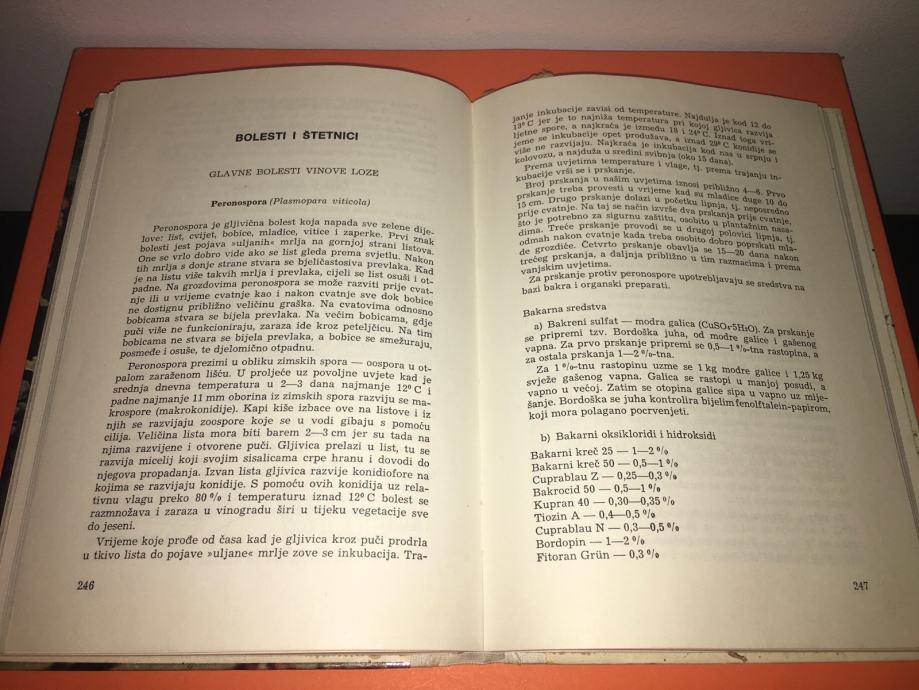 BOLESTI I ŠTETNICI
GLAVNE BOLESTI VINOVE LOZE
Peronospora (Plasmopara viticola)
Peronospora je gljivična bolest koja napada sve zelene dije-
love: list, cvijet, bobice, mladice, vitice i zaperke. Prvi znak
bolesti jest pojava »uljanih« mrlja na gornjoj strani listova.
One se vrlo dobro vide ako se list gleda prema svjetlu. Nakon
tih mrlja s donje strane stvara se bjeličastosiva prevlaka. Kad
je na listu više takvih mrlja i prevlaka, cijeli se list osuši i ot-
padne. Na grozdovima peronospora se može razviti prije cvat-
nje ili u vrijeme cvatnje kao i nakon cvatnje sve dok bobice
ne dostignu približno veličinu graška. Na cvatovima odnosno
bobicama stvara se bijela prevlaka. Na većim bobicama, gdje
puči više ne funkcioniraju, zaraza ide kroz peteljčicu. Na tim
bobicama ne stvara se bijela prevlaka, a bobice se smežuraju,
posmeđe i osuše, te djelomično otpadnu.
Peronospora prezimi u obliku zimskih spora — oospora u ot-
palom zaraženom lišću. U proljeće uz povoljne uvjete kad je
srednja dnevna temperatura u 2—3 dana najmanje 12° C i
padne najmanje 11 mm oborina iz zimskih spora razviju se ma-
krospore (makrokonidije). Kapi kiše izbace ove na listove i iz
njih se razvijaju zoospore koje se u vodi gibaju s pomoću
cilija. Veličina lista mora biti barem 2—3 cm jer su tada na
njima razvijene i otvorene puči. Gljivica prelazi u list, tu se
razvija micelij koji svojim sisalicama crpe hranu i dovodi do
njegova propadanja. Izvan lista gljivica razvije konidiofore na
kojima se razvijaju konidije. S pomoću ovih konidija uz rela-
tivnu vlagu preko 80 % i temperaturu iznad 12° C bolest se
razmnožava i zaraza u vinogradu širi u tijeku vegetacije sve
do jeseni.
Vrijeme koje prođe od časa kad je gljivica kroz puči prodrla
u tkivo lista do pojave »uljane« mrlje zove se inkubacija. Tra-
246
janje inkubacije zavisi od temperature. Najdulja je kod 12 do
13° C jer je to najniža temperatura pri kojoj gljivica razvija
ljetne spore, a najkraća je između 18 i 24° C. Iznad toga vri-
jeme se inkubacije opet produžava, a iznad 29° C konidije se
više ne razvijaju. Najkraća je inkubacija kod nas u srpnju i
kolovozu, a najduža u sredini svibnja (oko 15 dana).
Prema uvjetima temperature i vlage, tj. prema trajanju in-
kubacije vrši se i prskanje.
Broj prskanja u našim uvjetima iznosi približno 4—6. Prvo
prskanje treba provesti u vrijeme kad su mladice duge 10 do
15 cm. Drugo prskanje dolazi u početku lipnja, tj. neposredno
prije cvatnje. Na taj se način izvrše dva prskanja prije cvatnje,
što je potrebno za sigurnu zaštitu, osobito u plantažnim nasa-
dima. Treće prskanje provodi se u drugoj polovici lipnja, tj.
odmah nakon cvatnje kada treba osobito dobro poprskati mla-
de grozdiće. Četvrto prskanje obavlja se 15—20 dana nakon
trećeg prskanja, a daljnja približno u tim razmacima i prema
vanjskim uvjetima.
Za prskanje protiv peronospore upotrebljavaju se sredstva na
bazi bakra i organski preparati.
Bakarna sredstva
a) Bakreni sulfat — modra galica (CuSO₄·5H₂O). Za prskanje
se pripremi tzv. Bordoška juha, od modre galice i gašenog
vapna. Za prvo prskanje pripremi se 0,5—1%-tna rastopina, a
za ostala prskanja 1—2%-tna.
Za 1%-tnu rastopinu uzme se 1 kg modre galice i 1,25 kg
svježe gašenog vapna. Galica se rastopi u manjoj posudi, a
vapno u većoj. Zatim se otopina galice sipa u vapno uz mije-
šanje. Bordoška se juha kontrolira bijelim fenolftalein-papirom,
koji mora polagano pocrvenjeti.
b) Bakarni oksikloridi i hidroksidi
Bakarni kreč 25 — 1—2 %
Bakarni kreč 50 — 0,5—1 %
Cuprablau Z — 0,25—0,3 %
Bakrocid 50 — 0,5—1 %
Kupran 40 — 0,30—0,35 %
Tiozin A — 0,4—0,5 %
Cuprablau N — 0,3—0,5 %
Bordopin — 1—2 %
Fitoran Grün — 0,3 %
247